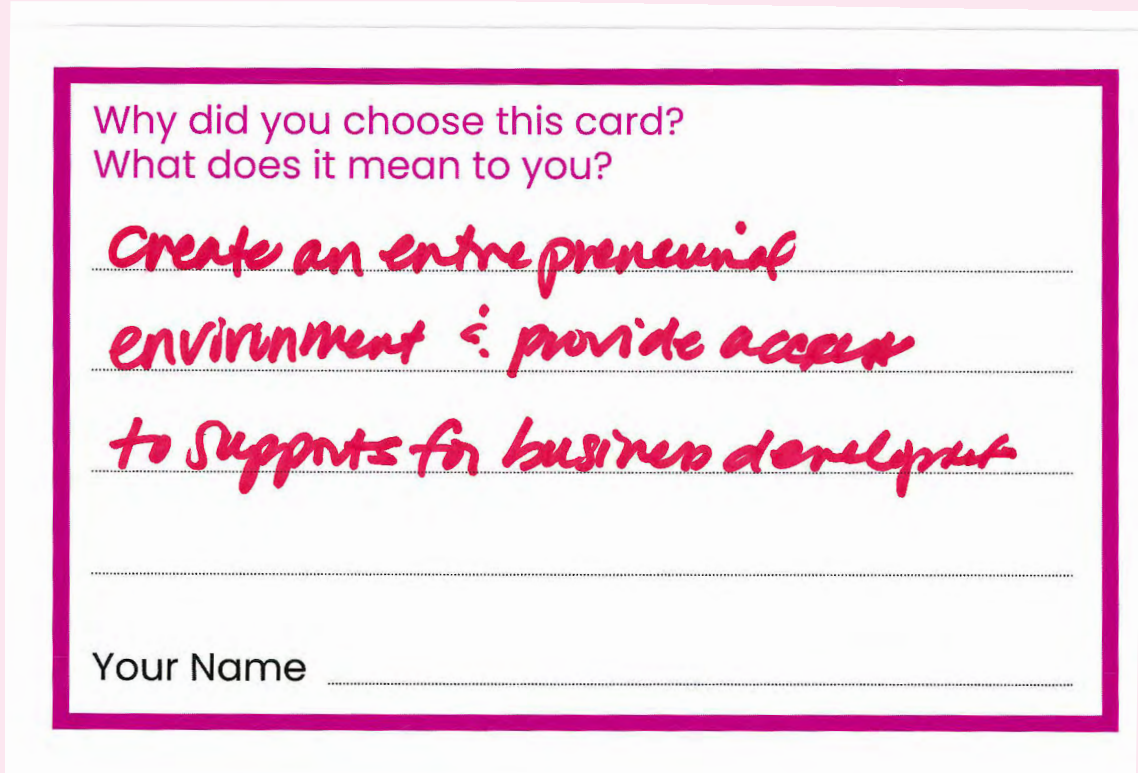 Why did you choose this card?
What does it mean to you?
Create an entrepreneurial
environment & provide access
to supports for business development
Your Name